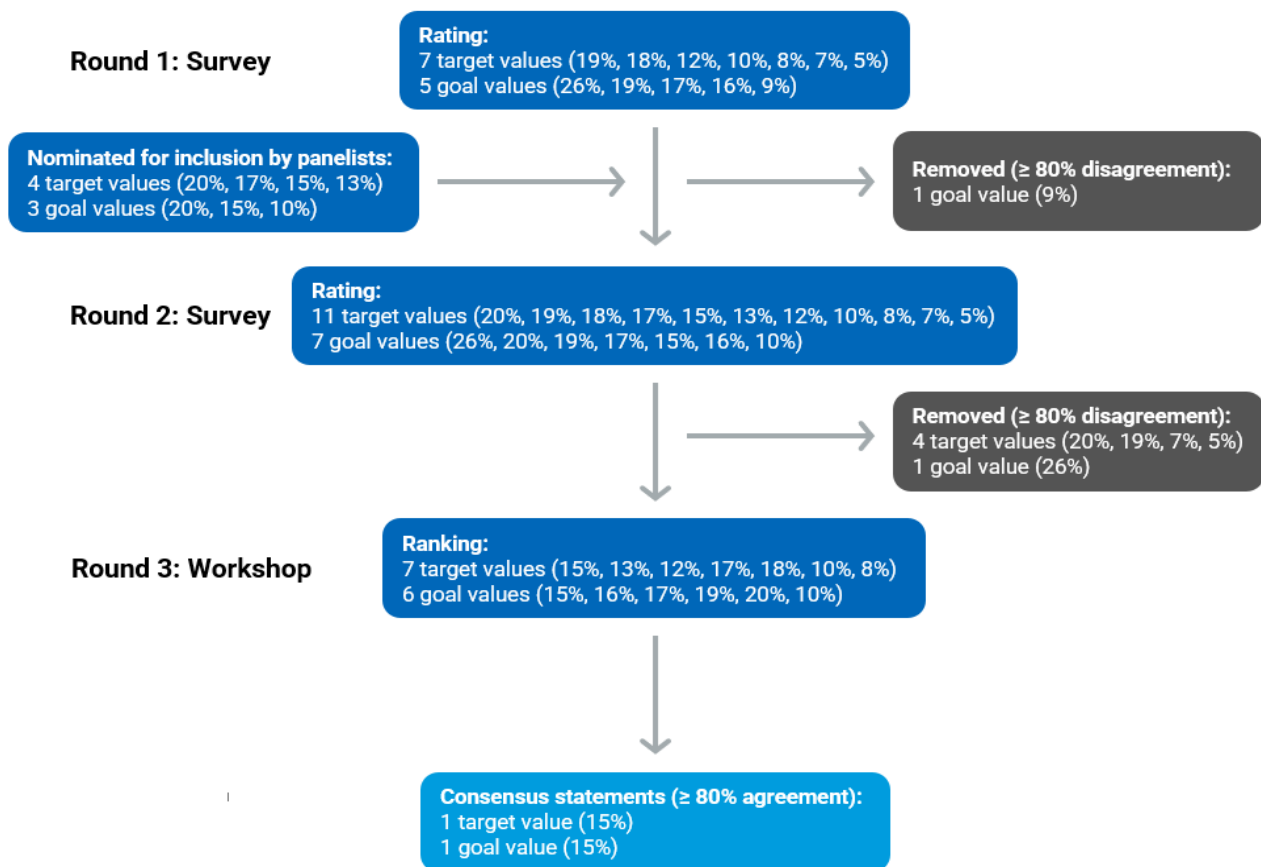 Round 1: Survey
Rating:
7 target values (19%, 18%, 12%, 10%, 8%, 7%, 5%)
5 goal values (26%, 19%, 17%, 16%, 9%)
Nominated for inclusion by panelists:
4 target values (20%, 17%, 15%, 13%)
3 goal values (20%, 15%, 10%)
Removed (≥ 80% disagreement):
1 goal value (9%)
Round 2: Survey
Rating:
11 target values (20%, 19%, 18%, 17%, 15%, 13%, 12%, 10%, 8%, 7%, 5%)
7 goal values (26%, 20%, 19%, 17%, 15%, 16%, 10%)
Removed (≥ 80% disagreement):
4 target values (20%, 19%, 7%, 5%)
1 goal value (26%)
Round 3: Workshop
Ranking:
7 target values (15%, 13%, 12%, 17%, 18%, 10%, 8%)
6 goal values (15%, 16%, 17%, 19%, 20%, 10%)
Consensus statements (≥ 80% agreement):
1 target value (15%)
1 goal value (15%)